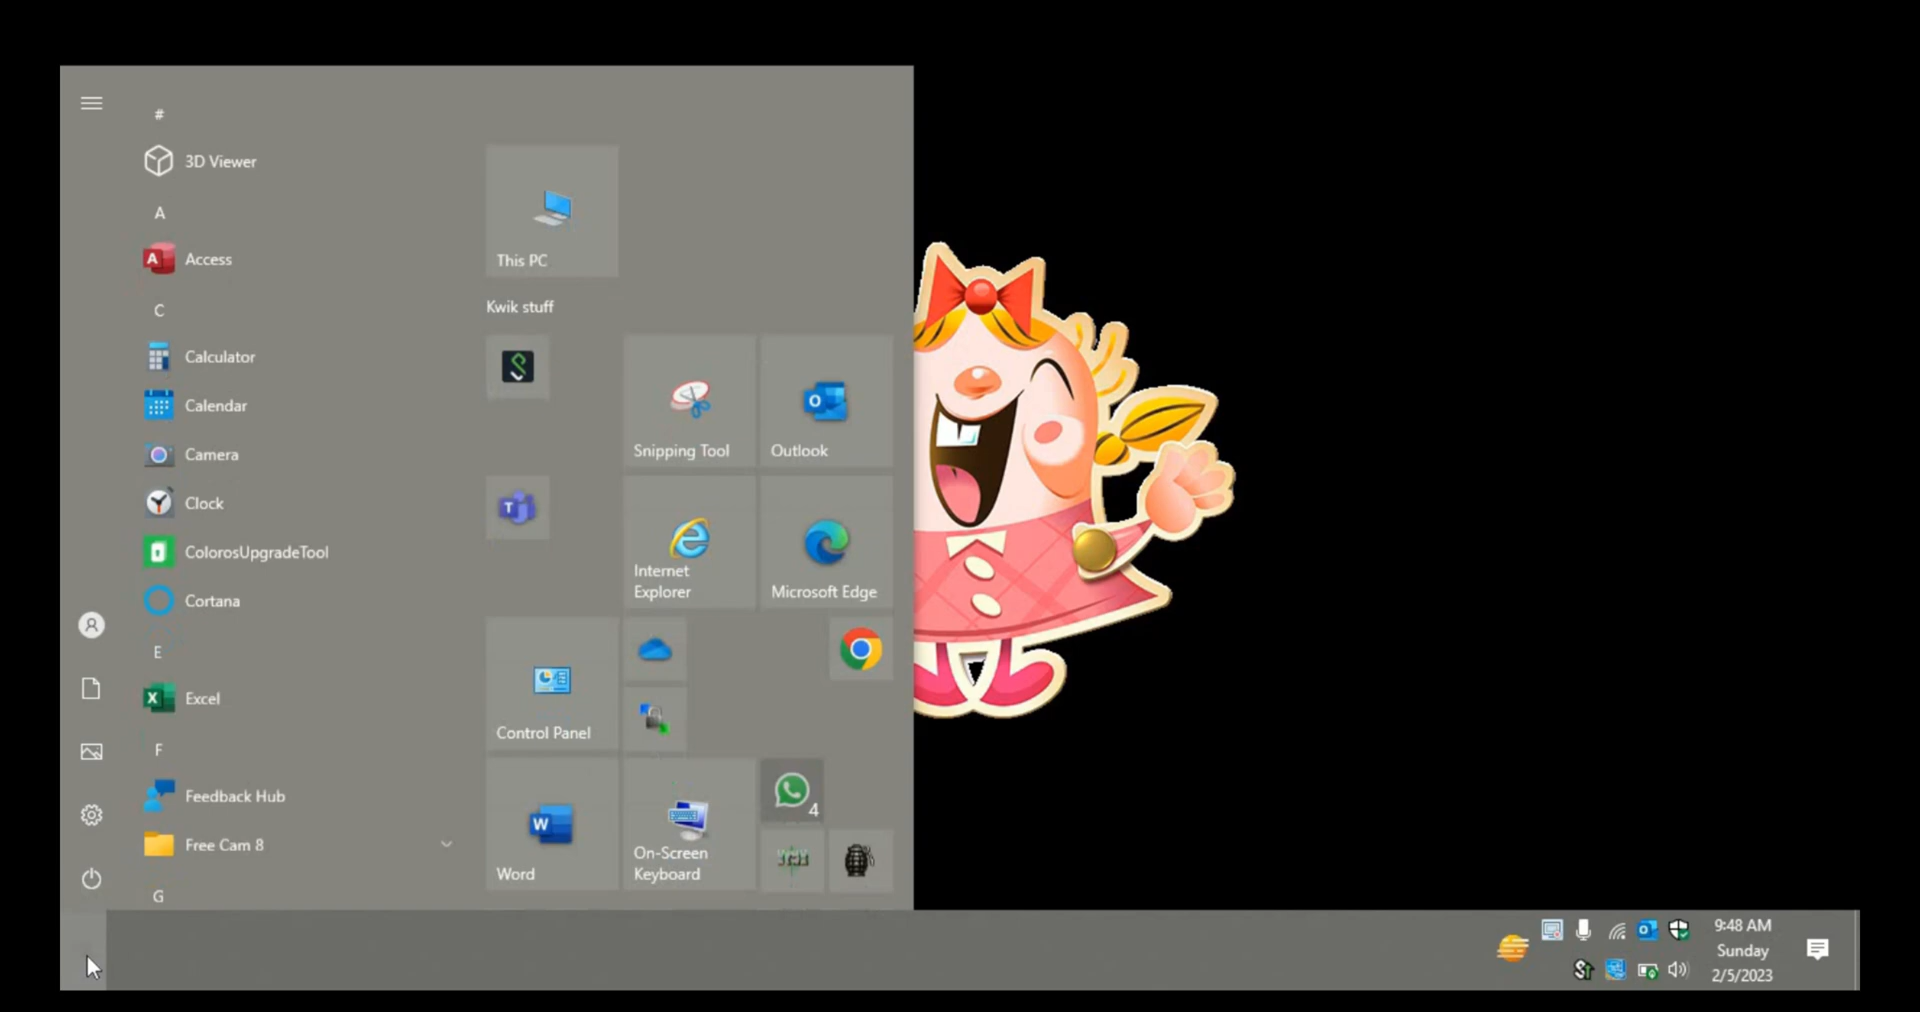 #
3D Viewer
A
Access
C
Calculator
Calendar
Camera
Clock
ColorosUpgradeTool
Cortana
E
Excel
F
Feedback Hub
Free Cam 8
G
This PC
Kwik stuff
Snipping Tool
Outlook
Internet
Explorer
Microsoft Edge
Control Panel
Word
On-Screen
Keyboard
4
9:48 AM
Sunday
2/5/2023